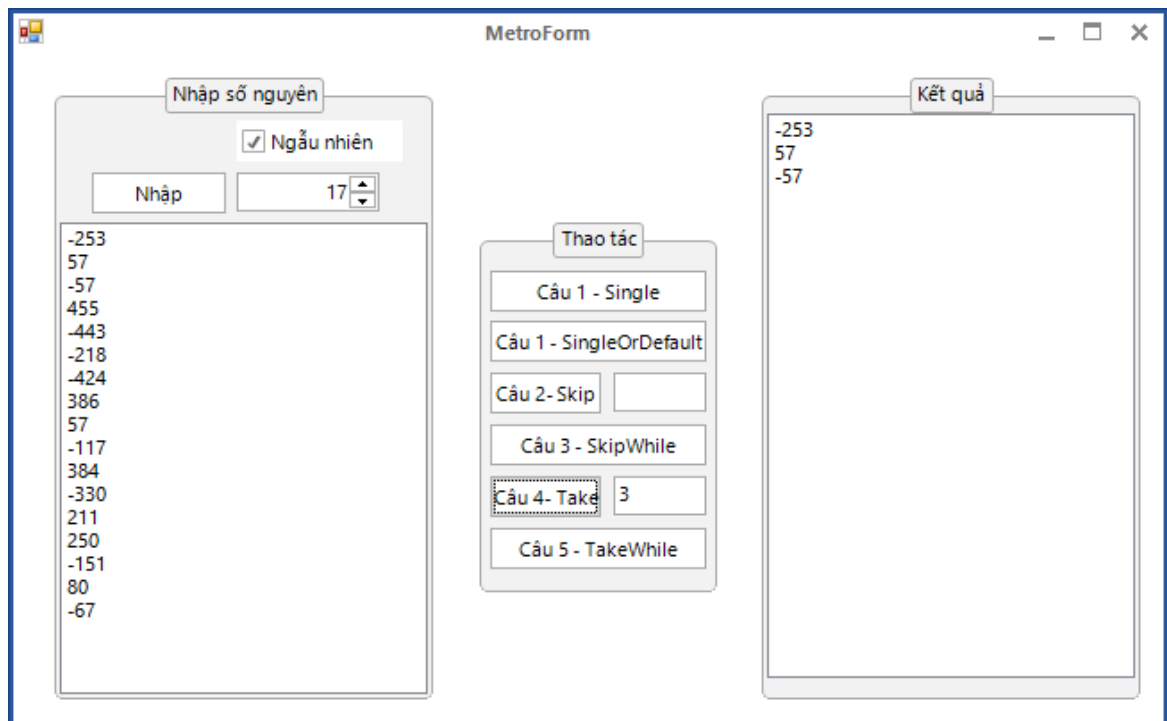 MetroForm
Nhập số nguyên
Ngẫu nhiên
Nhập
17
-253
57
-57
455
-443
-218
-424
386
57
-117
384
-330
211
250
-151
80
-67
Thao tác
Câu 1 - Single
Câu 1 - SingleOrDefault
Câu 2- Skip
Câu 3 - SkipWhile
Câu 4- Take 3
Câu 5 - TakeWhile
Kết quả
-253
57
-57